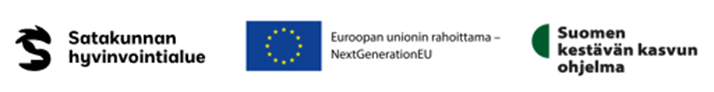 Satakunnan
hyvinvointialue
Euroopan unionin rahoittama –
NextGenerationEU
Suomen
kestävän kasvun
ohjelma